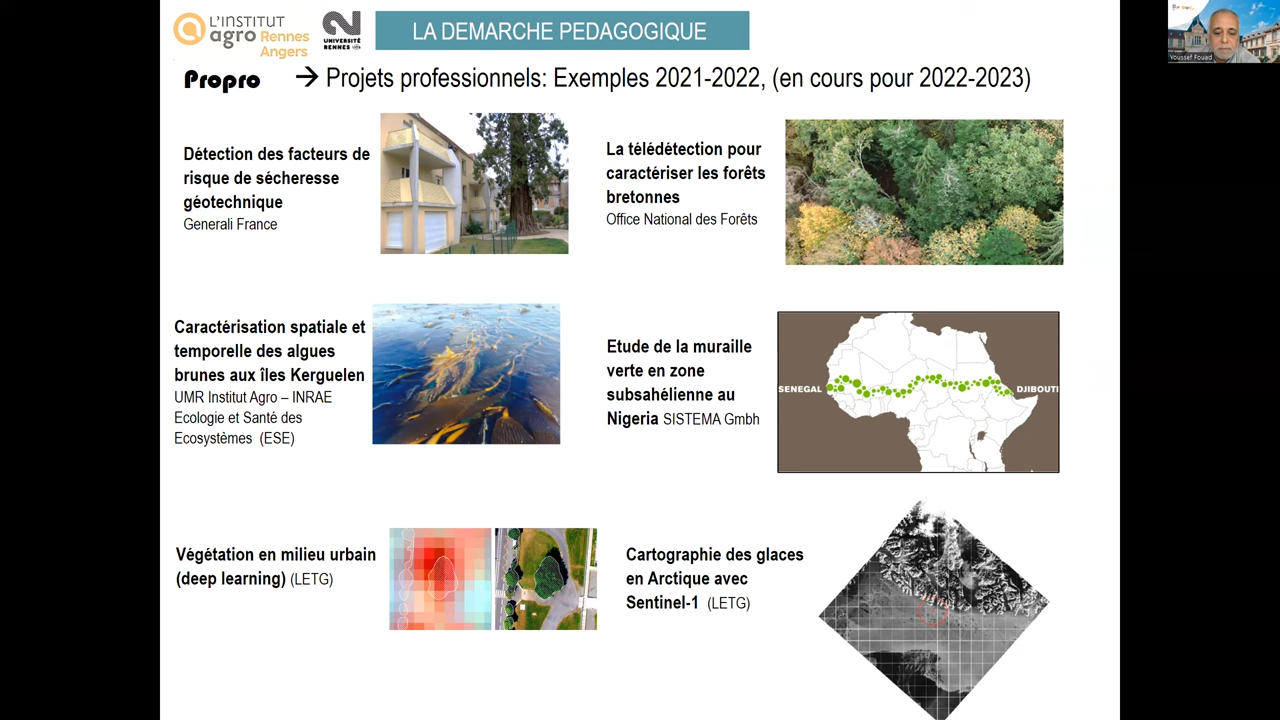 L'INSTITUT
agro Rennes
Angers
UNIVERSITÉ
RENNES
LA DEMARCHE PEDAGOGIQUE
Youssef Fouad
Propro → Projets professionnels: Exemples 2021-2022, (en cours pour 2022-2023)
Détection des facteurs de
risque de sécheresse
géotechnique
Generali France
La télédétection pour
caractériser les forêts
bretonnes
Office National des Forêts
Caractérisation spatiale et
temporelle des algues
brunes aux îles Kerguelen
UMR Institut Agro – INRAE
Ecologie et Santé des
Ecosystèmes (ESE)
Etude de la muraille
verte en zone
subsahélienne au
Nigeria SISTEMA Gmbh
SENEGAL
DJIBOUTI
Végétation en milieu urbain
(deep learning) (LETG)
Cartographie des glaces
en Arctique avec
Sentinel-1 (LETG)